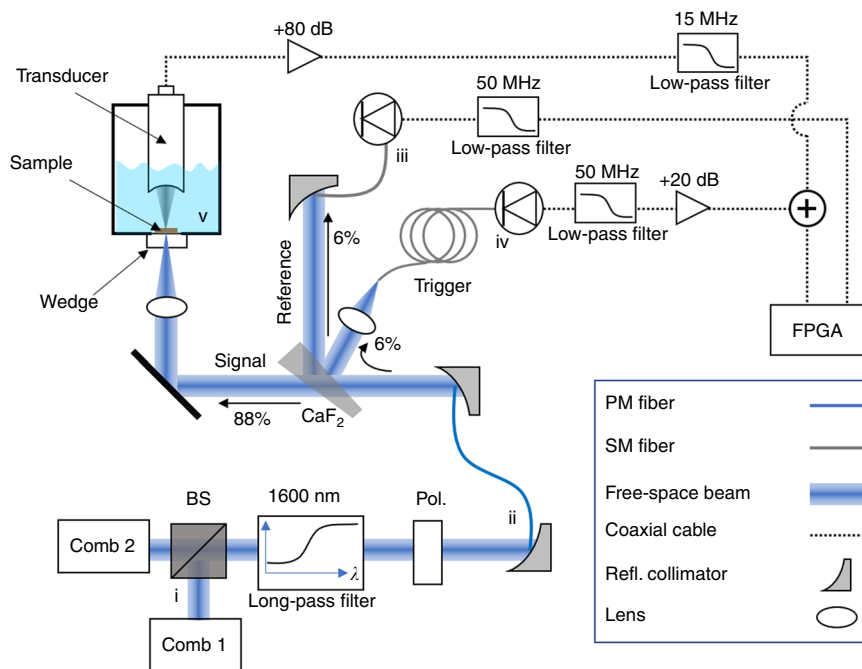 +80 dB
15 MHz
Low-pass filter
Transducer
50 MHz
Low-pass filter
iii
Sample
v
50 MHz
+20 dB
Low-pass filter
iv
6%
Reference
Trigger
Wedge
FPGA
Signal
6%
88%
CaF2
PM fiber
SM fiber
Free-space beam
Coaxial cable
Refl. collimator
Lens
BS
1600 nm
Pol.
ii
Comb 2
λ
i
Long-pass filter
Comb 1